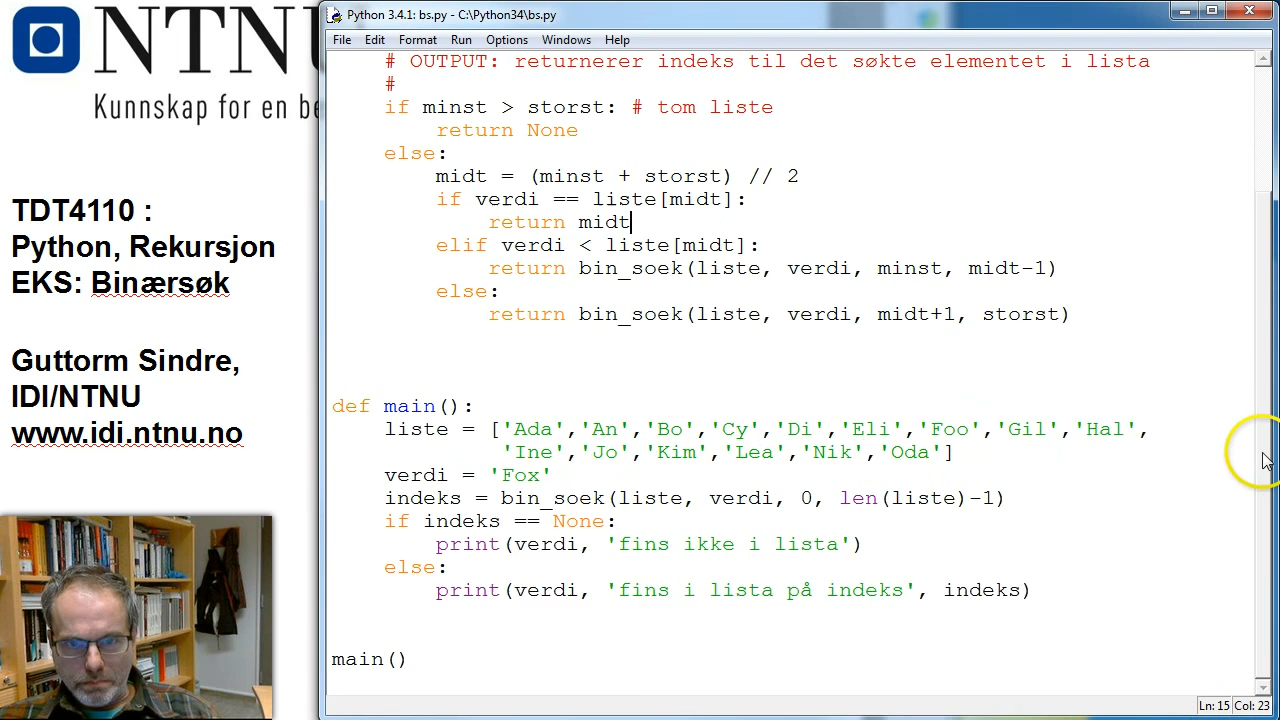 NTNU
Kunnskap for en be
TDT4110 :
Python, Rekursjon
EKS: Binærsøk
Guttorm Sindre,
IDI/NTNU
www.idi.ntnu.no
Python 3.4.1: bs.py - C:\Python34\bs.py
File Edit Format Run Options Windows Help
# OUTPUT: returnerer indeks til det søkte elementet i lista
#
if minst > storst: # tom liste
return None
else:
midt = (minst + storst) // 2
if verdi == liste[midt]:
return midt
elif verdi < liste[midt]:
return bin_soek(liste, verdi, minst, midt-1)
else:
return bin_soek(liste, verdi, midt+1, storst)
def main():
liste = ['Ada','An','Bo','Cy','Di','Eli','Foo','Gil','Hal',
'Ine','Jo','Kim','Lea','Nik','Oda']
verdi = 'Fox'
indeks = bin_soek(liste, verdi, 0, len(liste)-1)
if indeks == None:
print(verdi, 'fins ikke i lista')
else:
print(verdi, 'fins i lista på indeks', indeks)
main()
Ln: 15 Col: 23